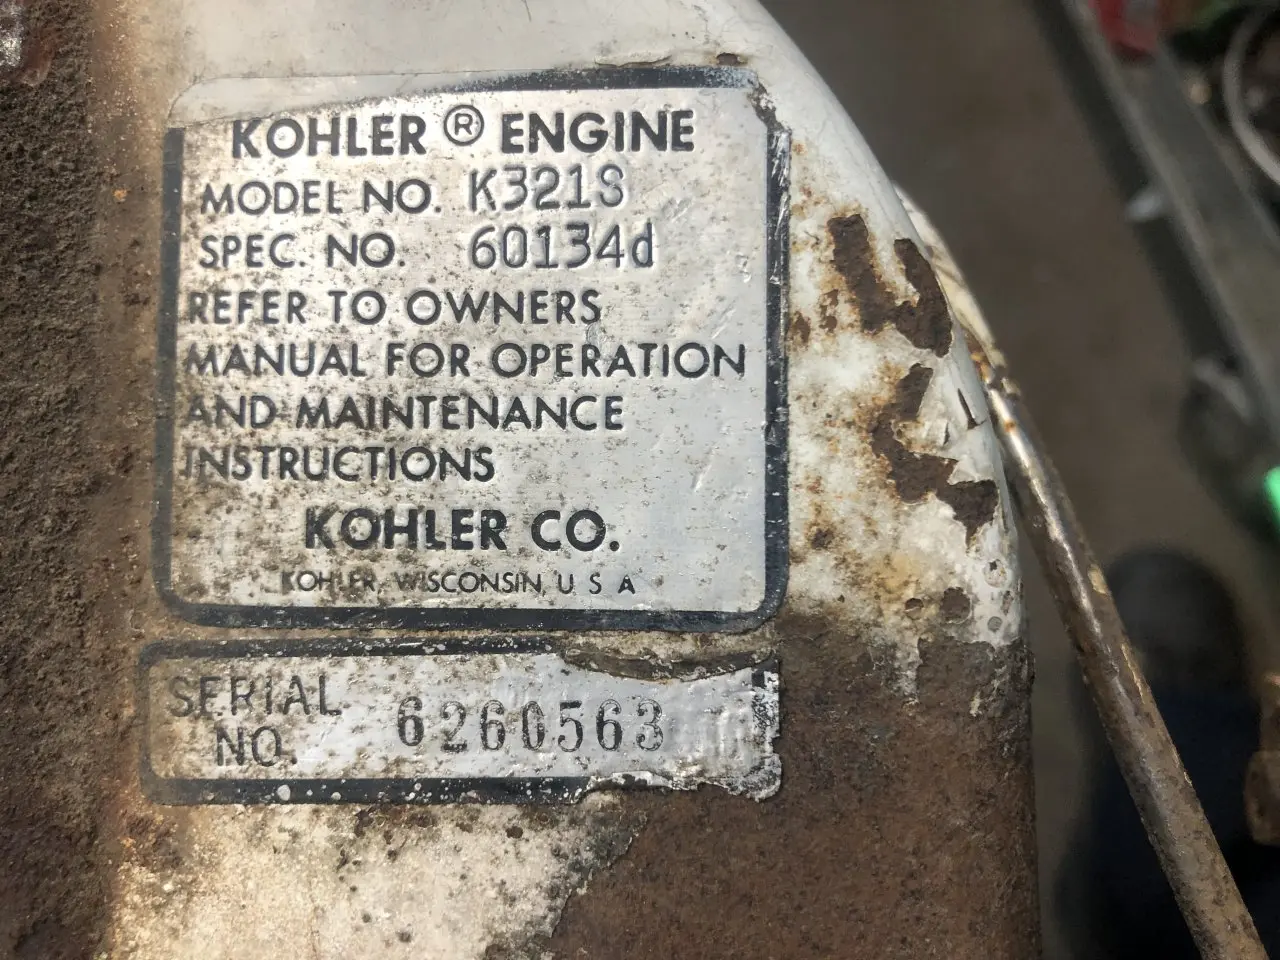 KOHLER ® ENGINE
MODEL NO. K321S
SPEC. NO. 60134d
REFER TO OWNERS
MANUAL FOR OPERATION
AND MAINTENANCE
INSTRUCTIONS
KOHLER CO.
KOHLER, WISCONSIN, U S A
SERIAL
NO. 6260563